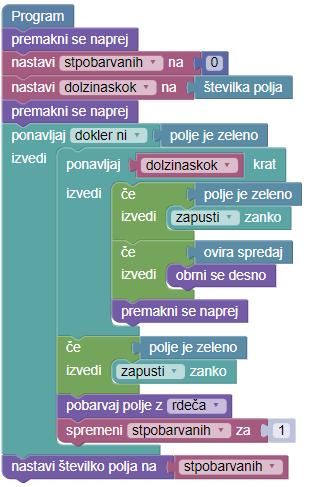 Program
premakni se naprej
nastavi stpobarvanih na 0
nastavi dolzinaskok na številka polja
premakni se naprej
ponavljaj dokler ni polje je zeleno
izvedi ponavljaj dolzinaskok krat
izvedi če polje je zeleno
izvedi zapusti zanko
če ovira spredaj
izvedi obrni se desno
premakni se naprej
če polje je zeleno
izvedi zapusti zanko
pobarvaj polje z rdeča
spremeni stpobarvanih za 1
nastavi številko polja na stpobarvanih